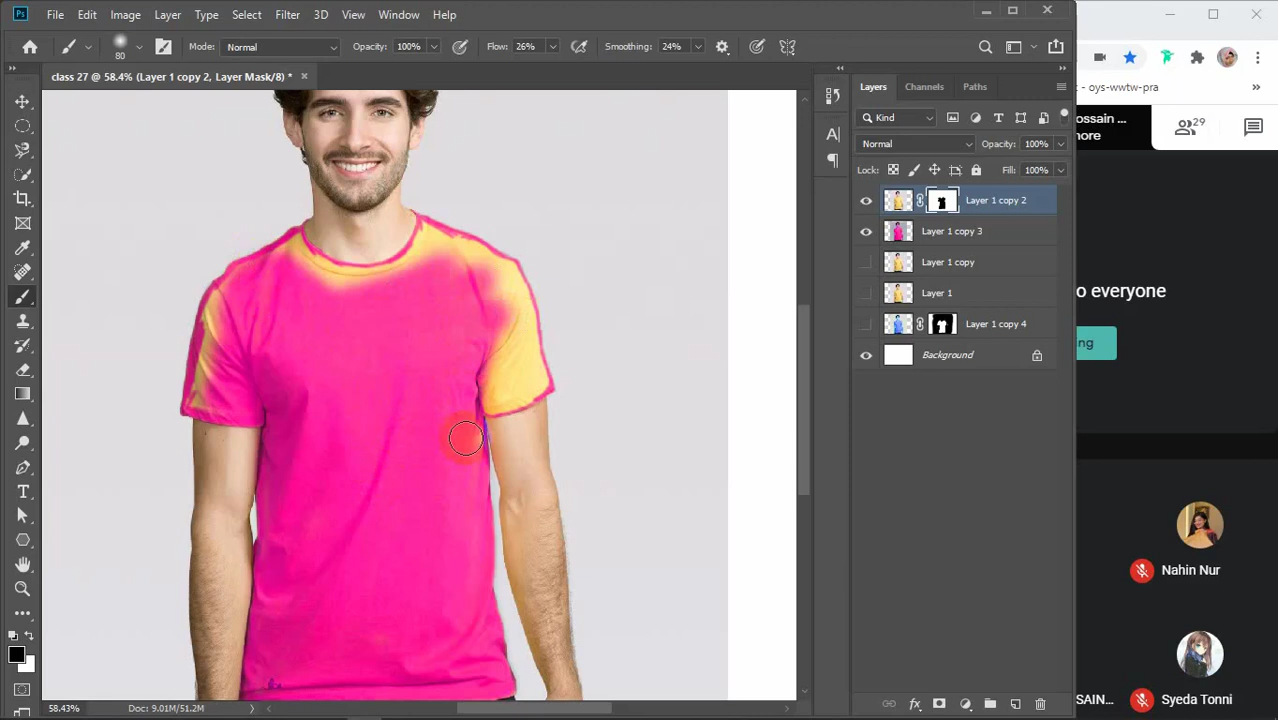 Ps File Edit Image Layer Type Select Filter 3D View Window Help
80 Mode: Normal Opacity: 100% Flow: 26% Smoothing: 24%
class 27 @ 58.4% (Layer 1 copy 2, Layer Mask/8) * ×
Layers Channels Paths
Kind
Normal Opacity: 100%
Lock: Fill: 100%
Layer 1 copy 2
Layer 1 copy 3
Layer 1 copy
Layer 1
Layer 1 copy 4
Background
58.43% Doc: 9.01M/51.2M
- oys-wwtw-pra
ossain ...
ore
29
o everyone
ng
Nahin Nur
SAIN...
Syeda Tonni